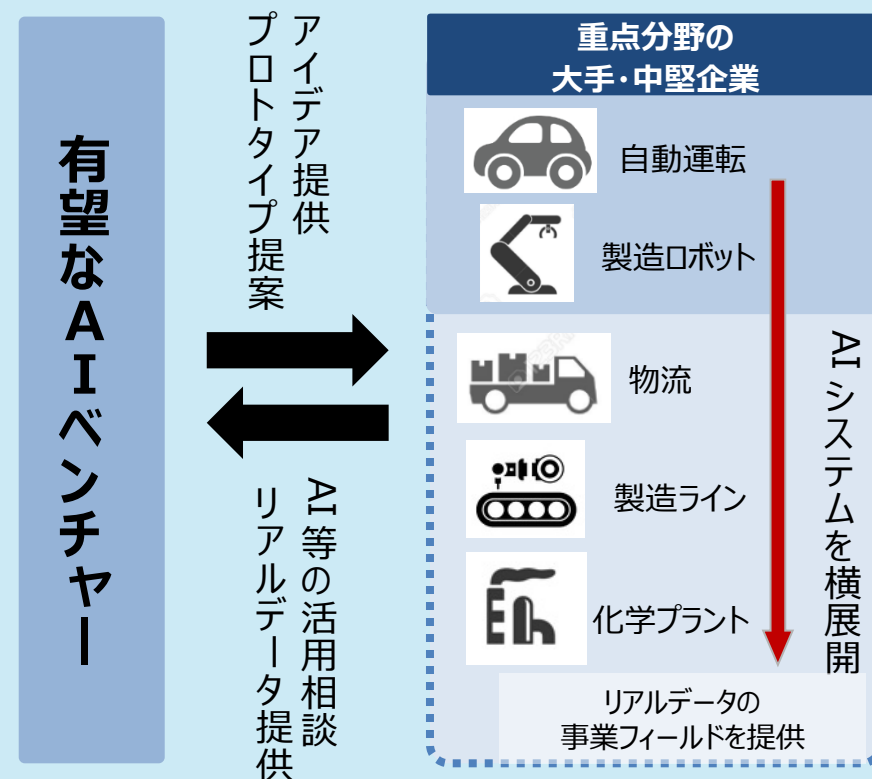 有望なAIベンチャー
アイデア提供
プロトタイプ提案
AI等の活用相談
リアルデータ提供
重点分野の
大手・中堅企業
自動運転
製造ロボット
物流
製造ライン
化学プラント
AIシステムを横展開
リアルデータの
事業フィールドを提供